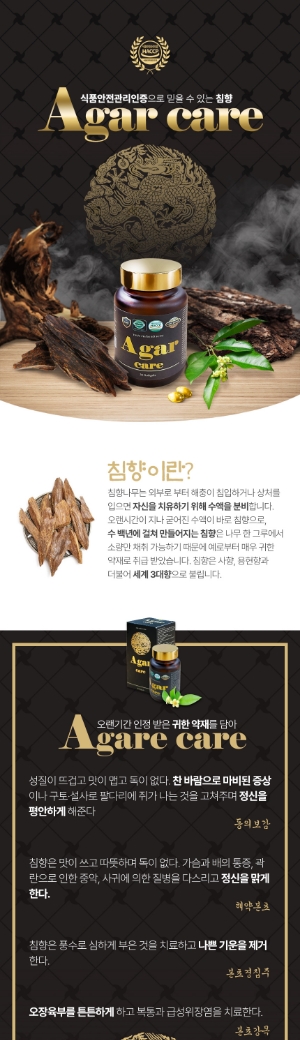 HACCP
식품안전관리인증으로 믿을 수 있는 침향
Agar care
Agar
care
침향이란?
침향나무는 외부로 부터 해충이 침입하거나 상처를
입으면 자신을 치유하기 위해 수액을 분비합니다.
오랜시간이 지나 굳어진 수액이 바로 침향으로,
수 백년에 걸쳐 만들어지는 침향은 나무 한 그루에서
소량만 채취 가능하기 때문에 예로부터 매우 귀한
약재로 취급 받았습니다. 침향은 사향, 용현향과
더불어 세계 3대향으로 불립니다.
Agar
care
오랜기간 인정 받은 귀한 약재를 담아
Agare care
성질이 뜨겁고 맛이 맵고 독이 없다. 찬 바람으로 마비된 증상
이나 구토·설사로 팔다리에 쥐가 나는 것을 고쳐주며 정신을
평안하게 해준다
동의보감
침향은 맛이 쓰고 따뜻하며 독이 없다. 가슴과 배의 통증, 곽
란으로 인한 중악, 사귀에 의한 질병을 다스리고 정신을 맑게
한다.
해약본초
침향은 풍수로 심하게 부은 것을 치료하고 나쁜 기운을 제거
한다.
본초경집주
오장육부를 튼튼하게 하고 복통과 급성위장염을 치료한다.
본초강목